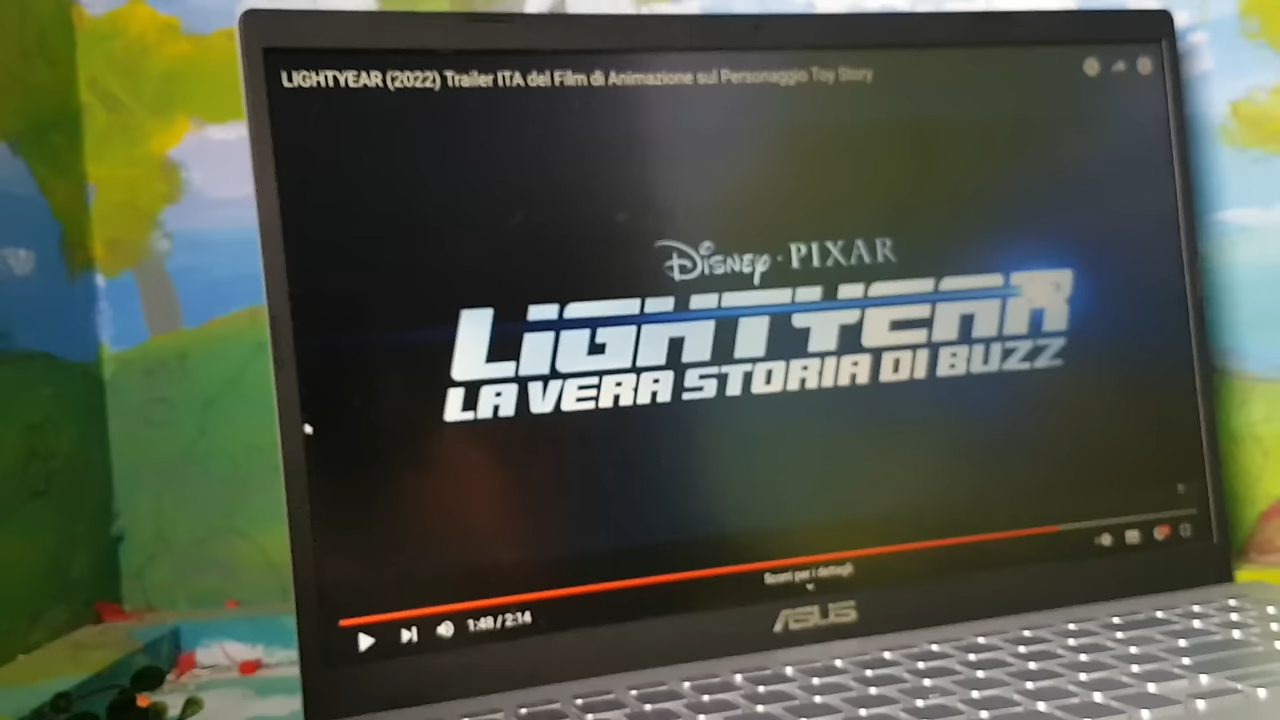 LIGHTYEAR (2022) Trailer ITA del Film di Animazione sul Personaggio Toy Story
DISNEY · PIXAR
LIGHTYEAR
LA VERA STORIA DI BUZZ
Scorri per i dettagli
1:48 / 2:14
ASUS